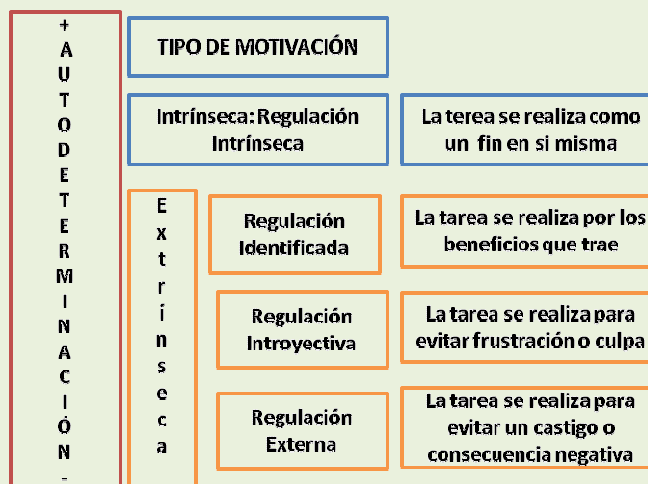 +
A
U
T
O
D
E
T
E
R
M
I
N
A
C
I
Ó
N
-
TIPO DE MOTIVACIÓN
Intrínseca: Regulación
Intrínseca
La terea se realiza como
un fin en si misma
E
x
t
r
í
n
s
e
c
a
Regulación
Identificada
La tarea se realiza por los
beneficios que trae
Regulación
Introyectiva
La tarea se realiza para
evitar frustración o culpa
Regulación
Externa
La tarea se realiza para
evitar un castigo o
consecuencia negativa